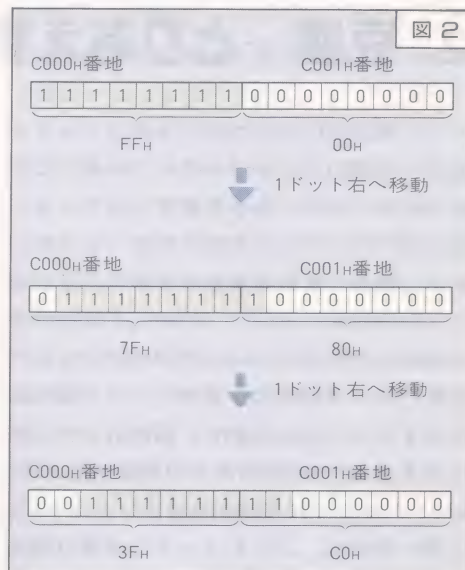 図 2
C000H番地 C001H番地
1 1 1 1 1 1 1 1 0 0 0 0 0 0 0 0
FFH 00H
1ドット右へ移動
C000H番地 C001H番地
0 1 1 1 1 1 1 1 1 0 0 0 0 0 0 0
7FH 80H
1ドット右へ移動
C000H番地 C001H番地
0 0 1 1 1 1 1 1 1 1 0 0 0 0 0 0
3FH C0H